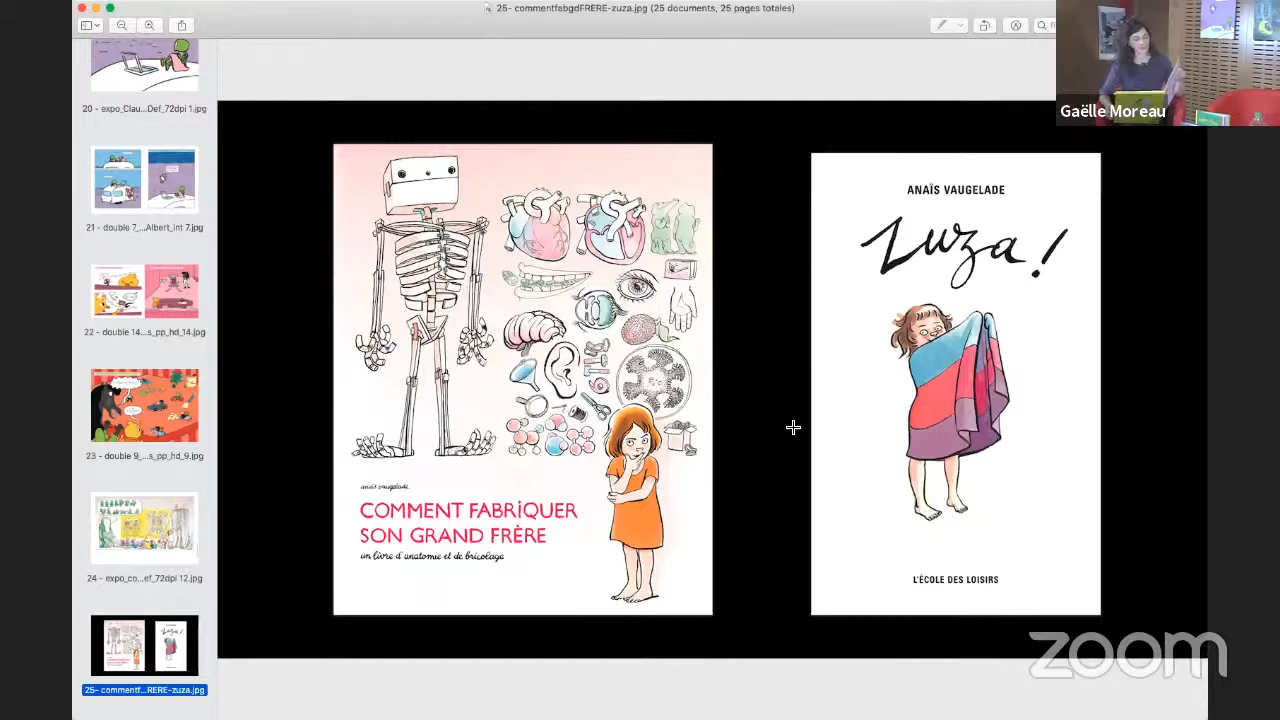 25- commentfabgdFRERE-zuza.jpg (25 documents, 25 pages totales)
Gaëlle Moreau
20 - expo_Clau...Def_72dpi 1.jpg
21 - double 7_...Albert_int 7.jpg
22 - double 14...s_pp_hd_14.jpg
23 - double 9_...s_pp_hd_9.jpg
24 - expo_co...ef_72dpi 12.jpg
25- commentf...RERE-zuza.jpg
anaïs vaugelade
COMMENT FABRIQUER
SON GRAND FRÈRE
un livre d'anatomie et de bricolage
ANAÏS VAUGELADE
Zuza !
L'ÉCOLE DES LOISIRS
zoom